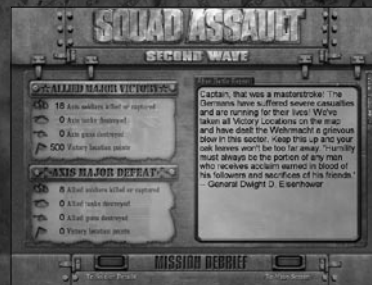 SQUAD ASSAULT
SECOND WAVE
ALLIED MAJOR VICTORY
18 Axis soldiers killed or captured
0 Axis tanks destroyed
0 Axis guns destroyed
500 Victory location points
AXIS MAJOR DEFEAT
8 Allied soldiers killed or captured
0 Allied tanks destroyed
0 Allied guns destroyed
0 Victory location points
Captain, that was a masterstroke! The
Germans have suffered severe casualties
and are running for their lives! We've
taken all Victory Locations on the map
and have dealt the Wehrmacht a grievous
blow in this sector. Keep this up and your
oak leaves won't be too far away. "Humility
must always be the portion of any man
who receives acclaim earned in blood of
his followers and sacrifices of his friends."
-- General Dwight D. Eisenhower
MISSION DEBRIEF